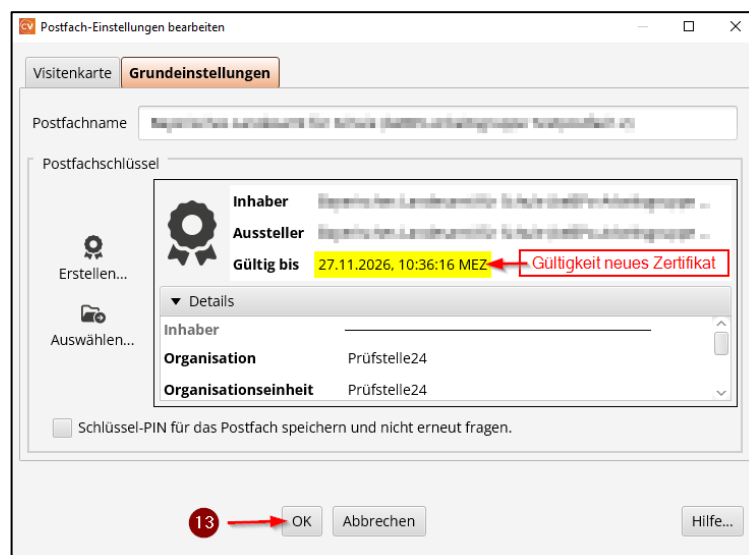 CV Postfach-Einstellungen bearbeiten
Visitenkarte Grundeinstellungen
Postfachname
Postfachschlüssel
Inhaber
Aussteller
Gültig bis 27.11.2026, 10:36:16 MEZ Gültigkeit neues Zertifikat
Erstellen...
Auswählen...
▼ Details
Inhaber
Organisation Prüfstelle24
Organisationseinheit Prüfstelle24
Schlüssel-PIN für das Postfach speichern und nicht erneut fragen.
13 OK Abbrechen Hilfe...